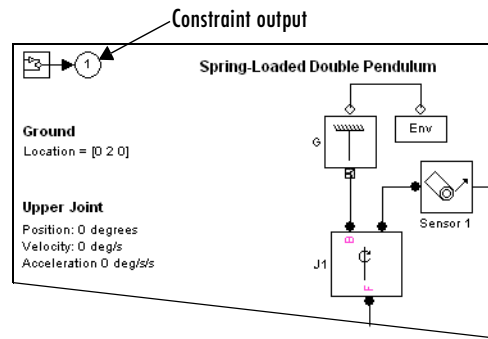 Constraint output
1
Spring-Loaded Double Pendulum
Ground
Location = [0 2 0]
G
Env
Upper Joint
Position: 0 degrees
Velocity: 0 deg/s
Acceleration 0 deg/s/s
Sensor 1
J1
B
F